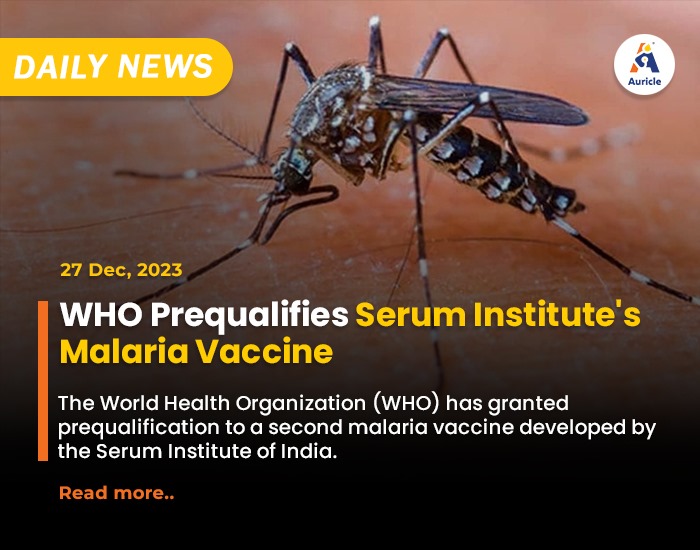 DAILY NEWS
Auricle
27 Dec, 2023
WHO Prequalifies Serum Institute's
Malaria Vaccine
The World Health Organization (WHO) has granted
prequalification to a second malaria vaccine developed by
the Serum Institute of India.
Read more..